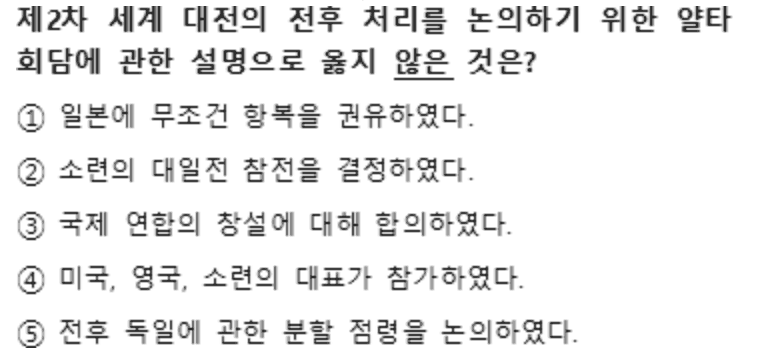 제2차 세계 대전의 전후 처리를 논의하기 위한 얄타
회담에 관한 설명으로 옳지 않은 것은?
① 일본에 무조건 항복을 권유하였다.
② 소련의 대일전 참전을 결정하였다.
③ 국제 연합의 창설에 대해 합의하였다.
④ 미국, 영국, 소련의 대표가 참가하였다.
⑤ 전후 독일에 관한 분할 점령을 논의하였다.